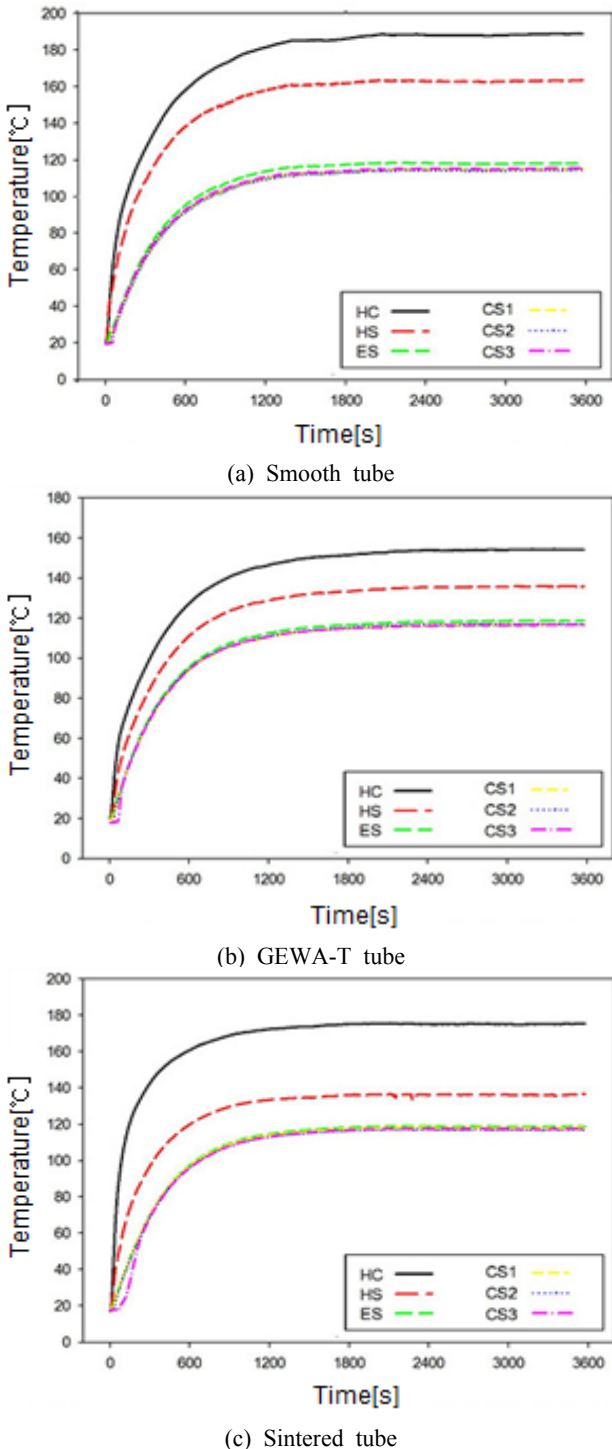 200
180
160
140
120
100
80
60
40
20
0
Temperature[℃]
HC CS1
HS CS2
ES CS3
0 600 1200 1800 2400 3000 3600
Time[s]
(a) Smooth tube
180
160
140
120
100
80
60
40
20
0
Temperature[℃]
HC CS1
HS CS2
ES CS3
0 600 1200 1800 2400 3000 3600
Time[s]
(b) GEWA-T tube
200
180
160
140
120
100
80
60
40
20
0
Temperature[℃]
HC CS1
HS CS2
ES CS3
0 600 1200 1800 2400 3000 3600
Time[s]
(c) Sintered tube